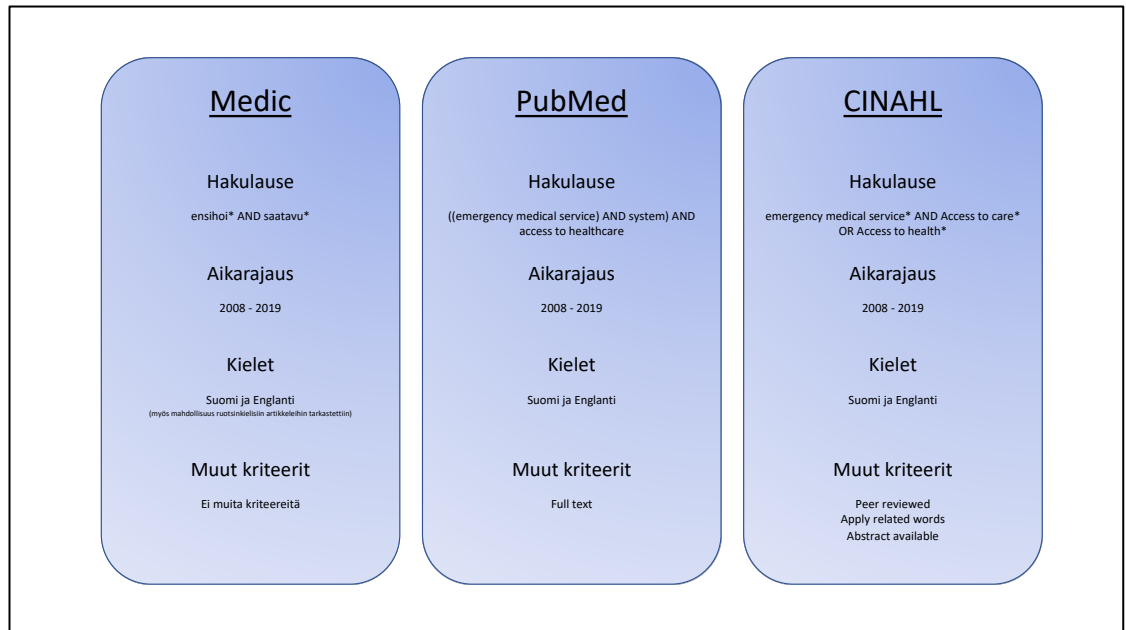 Medic
Hakulause
ensihoi* AND saatavu*
Aikarajaus
2008 - 2019
Kielet
Suomi ja Englanti
(myös mahdollisuus ruotsinkielisiin artikkeleihin tarkastettiin)
Muut kriteerit
Ei muita kriteereitä
PubMed
Hakulause
((emergency medical service) AND system) AND
access to healthcare
Aikarajaus
2008 - 2019
Kielet
Suomi ja Englanti
Muut kriteerit
Full text
CINAHL
Hakulause
emergency medical service* AND Access to care*
OR Access to health*
Aikarajaus
2008 - 2019
Kielet
Suomi ja Englanti
Muut kriteerit
Peer reviewed
Apply related words
Abstract available